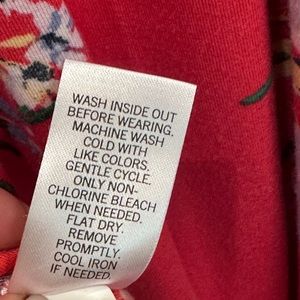 WASH INSIDE OUT
BEFORE WEARING.
MACHINE WASH
COLD WITH
LIKE COLORS.
GENTLE CYCLE.
ONLY NON-
CHLORINE BLEACH
WHEN NEEDED.
FLAT DRY.
REMOVE
PROMPTLY.
COOL IRON
IF NEEDED.